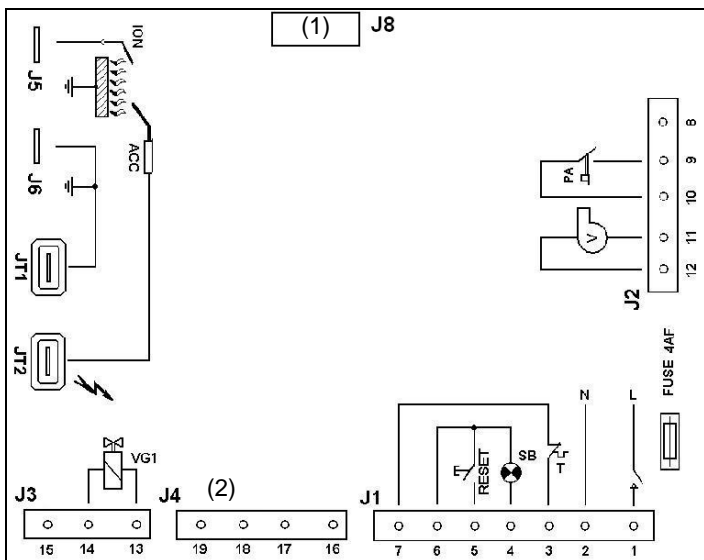 (1) J8
J5
ION
J6
ACC
JT1
JT2
8
9
10
11
12
PA
V
J2
FUSE 4AF
N L
VG1
RESET
SB
T
J3 J4 (2) J1
15 14 13 19 18 17 16 7 6 5 4 3 2 1